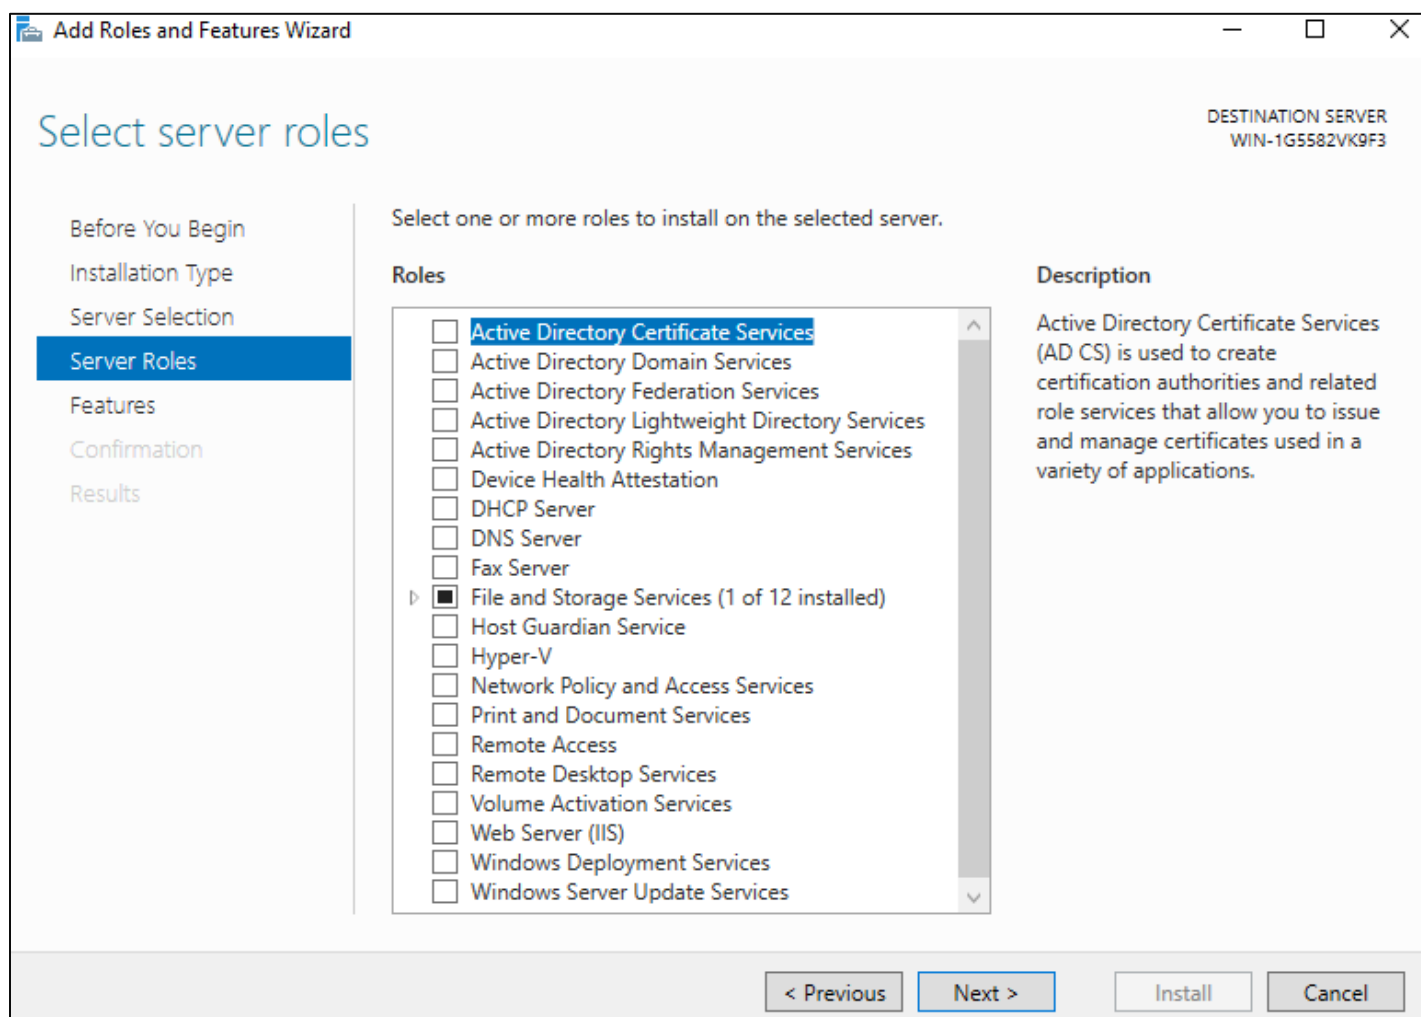 Add Roles and Features Wizard
Select server roles
DESTINATION SERVER
WIN-1G5582VK9F3
Before You Begin
Installation Type
Server Selection
Server Roles
Features
Confirmation
Results
Select one or more roles to install on the selected server.
Roles
Active Directory Certificate Services
Active Directory Domain Services
Active Directory Federation Services
Active Directory Lightweight Directory Services
Active Directory Rights Management Services
Device Health Attestation
DHCP Server
DNS Server
Fax Server
File and Storage Services (1 of 12 installed)
Host Guardian Service
Hyper-V
Network Policy and Access Services
Print and Document Services
Remote Access
Remote Desktop Services
Volume Activation Services
Web Server (IIS)
Windows Deployment Services
Windows Server Update Services
Description
Active Directory Certificate Services
(AD CS) is used to create
certification authorities and related
role services that allow you to issue
and manage certificates used in a
variety of applications.
< Previous
Next >
Install
Cancel